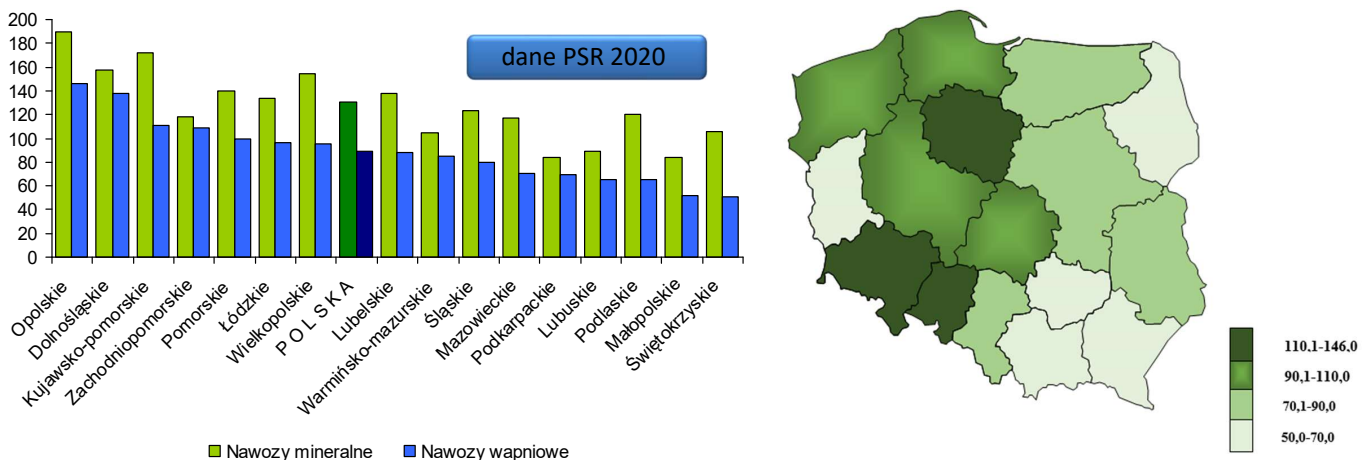 200
180
160
140
120
100
80
60
40
20
0
dane PSR 2020
Opolskie
Dolnośląskie
Kujawsko-pomorskie
Zachodniopomorskie
Pomorskie
Łódzkie
Wielkopolskie
P O L S K A
Lubelskie
Warmińsko-mazurskie
Śląskie
Mazowieckie
Podkarpackie
Lubuskie
Podlaskie
Małopolskie
Świętokrzyskie
Nawozy mineralne
Nawozy wapniowe
110,1-146,0
90,1-110,0
70,1-90,0
50,0-70,0